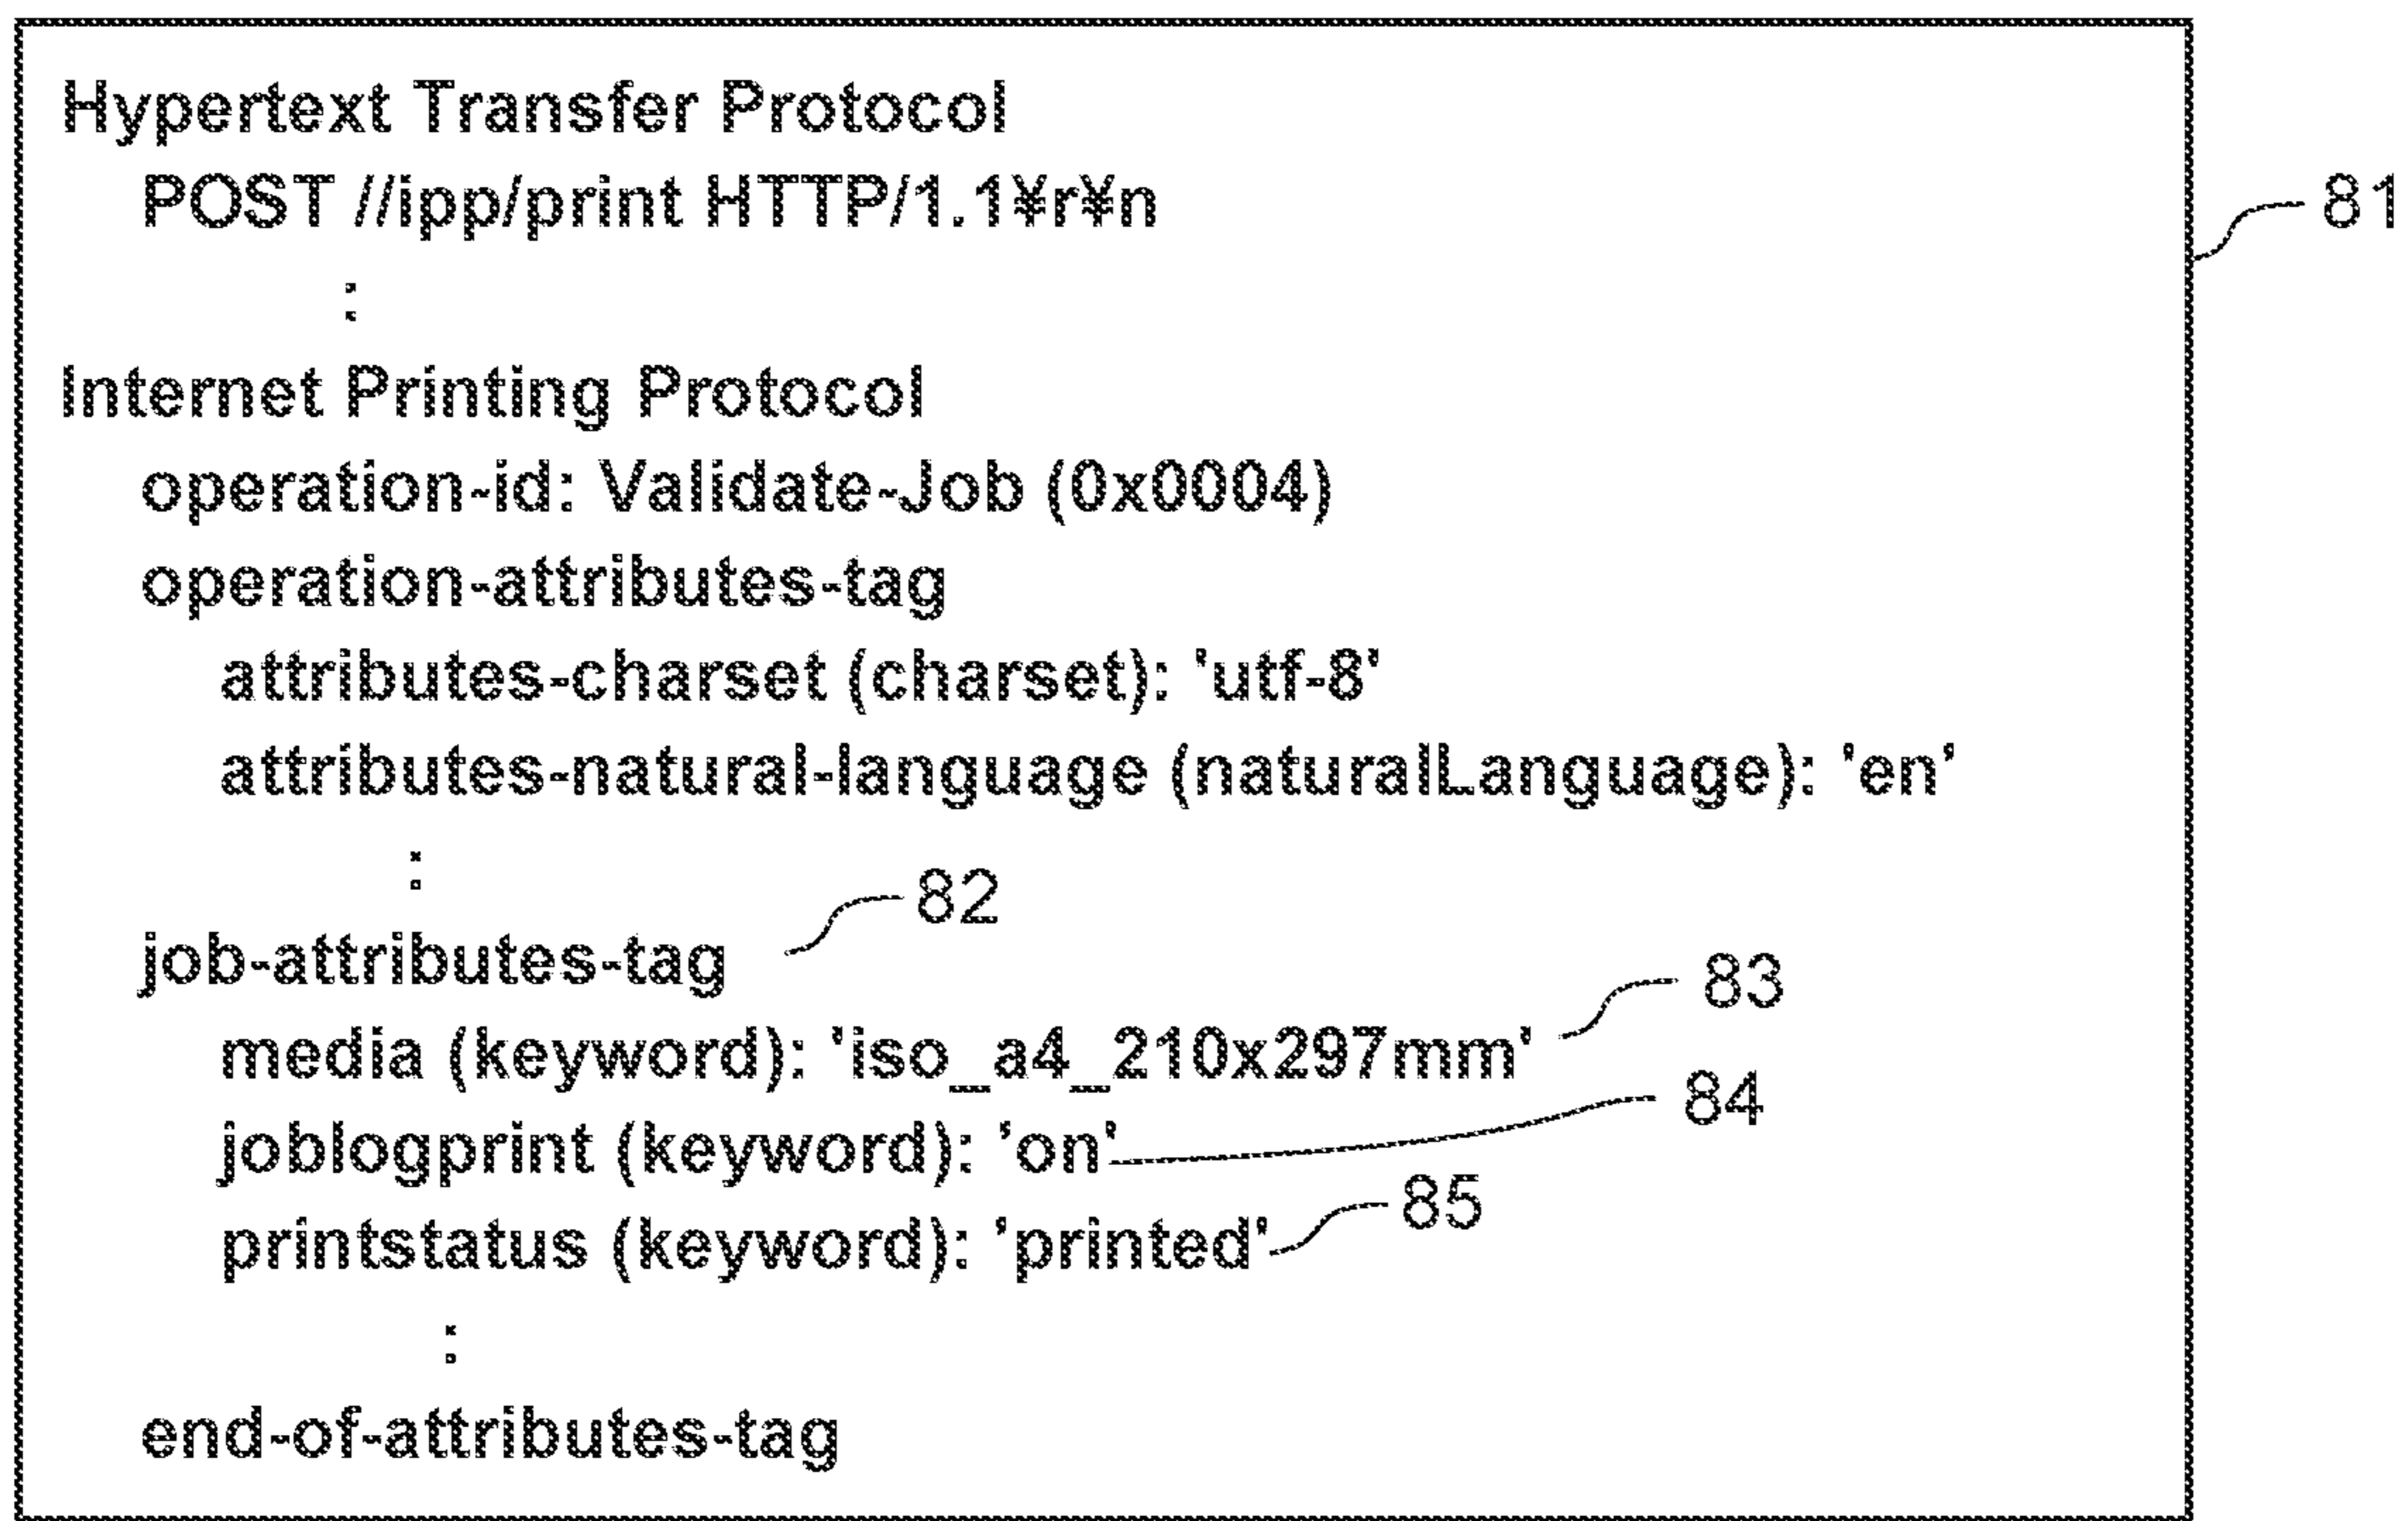 Hypertext Transfer Protocol
POST //ipp/print HTTP/1.1¥r¥n
81
:
Internet Printing Protocol
operation-id: Validate-Job (0x0004)
operation-attributes-tag
attributes-charset (charset): 'utf-8'
attributes-natural-language (naturalLanguage): 'en'
:
82
job-attributes-tag
83
media (keyword): 'iso_a4_210x297mm'
84
joblogprint (keyword): 'on'
85
printstatus (keyword): 'printed'
:
end-of-attributes-tag